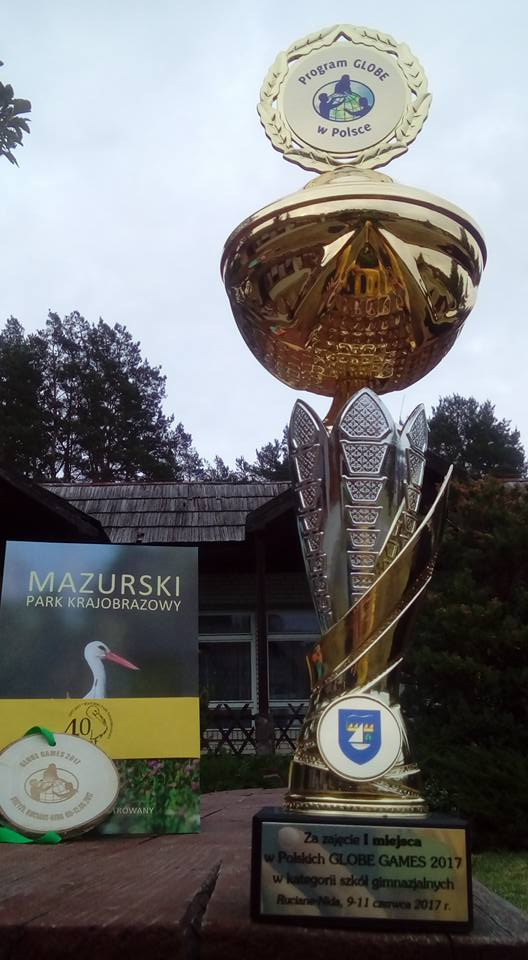 Program GLOBE
w Polsce
MAZURSKI
PARK KRAJOBRAZOWY
40
GLOBE GAMES 2017
Za zajęcie I miejsca
w Polskich GLOBE GAMES 2017
w kategorii szkół gimnazjalnych
Ruciane-Nida, 9-11 czerwca 2017 r.